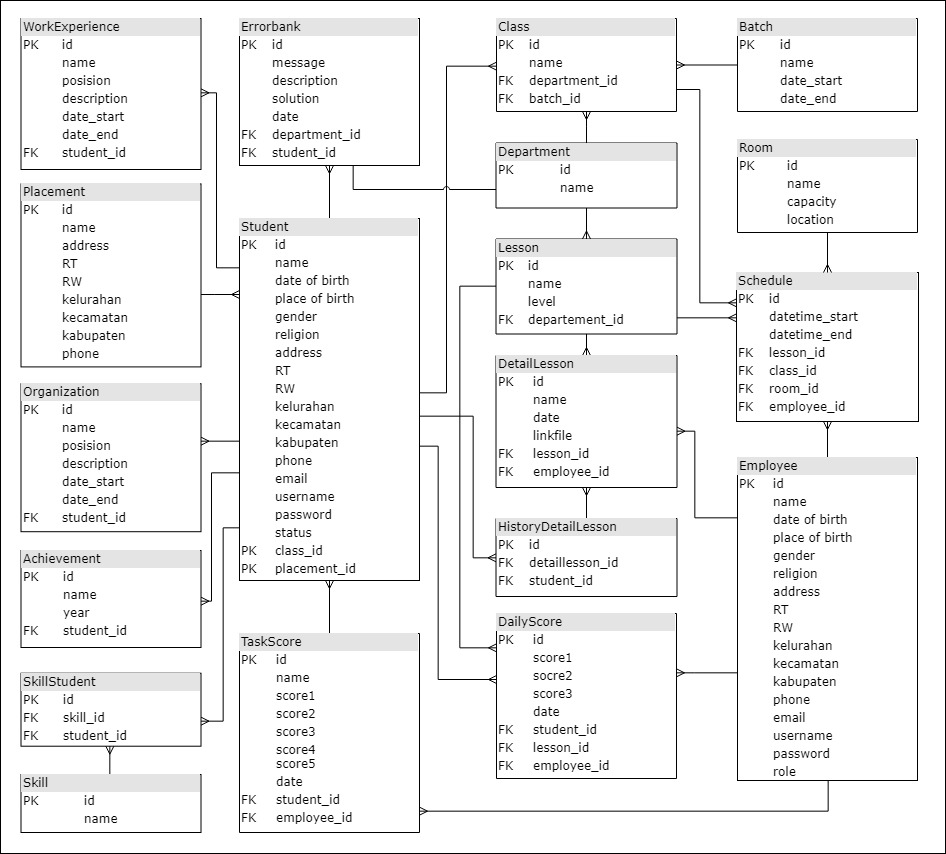 WorkExperience
PK id
name
posision
description
date_start
date_end
FK student_id
Placement
PK id
name
address
RT
RW
kelurahan
kecamatan
kabupaten
phone
Organization
PK id
name
posision
description
date_start
date_end
FK student_id
Achievement
PK id
name
year
FK student_id
SkillStudent
PK id
FK skill_id
FK student_id
Skill
PK id
name
Errorbank
PK id
message
description
solution
date
FK department_id
FK student_id
Student
PK id
name
date of birth
place of birth
gender
religion
address
RT
RW
kelurahan
kecamatan
kabupaten
phone
email
username
password
status
PK class_id
PK placement_id
TaskScore
PK id
name
score1
score2
score3
score4
score5
date
FK student_id
FK employee_id
Class
PK id
name
FK department_id
FK batch_id
Department
PK id
name
Lesson
PK id
name
level
FK departement_id
DetailLesson
PK id
name
date
linkfile
FK lesson_id
FK employee_id
HistoryDetailLesson
PK id
FK detaillesson_id
FK student_id
DailyScore
PK id
score1
socre2
score3
date
FK student_id
FK lesson_id
FK employee_id
Batch
PK id
name
date_start
date_end
Room
PK id
name
capacity
location
Schedule
PK id
datetime_start
datetime_end
FK lesson_id
FK class_id
FK room_id
FK employee_id
Employee
PK id
name
date of birth
place of birth
gender
religion
address
RT
RW
kelurahan
kecamatan
kabupaten
phone
email
username
password
role